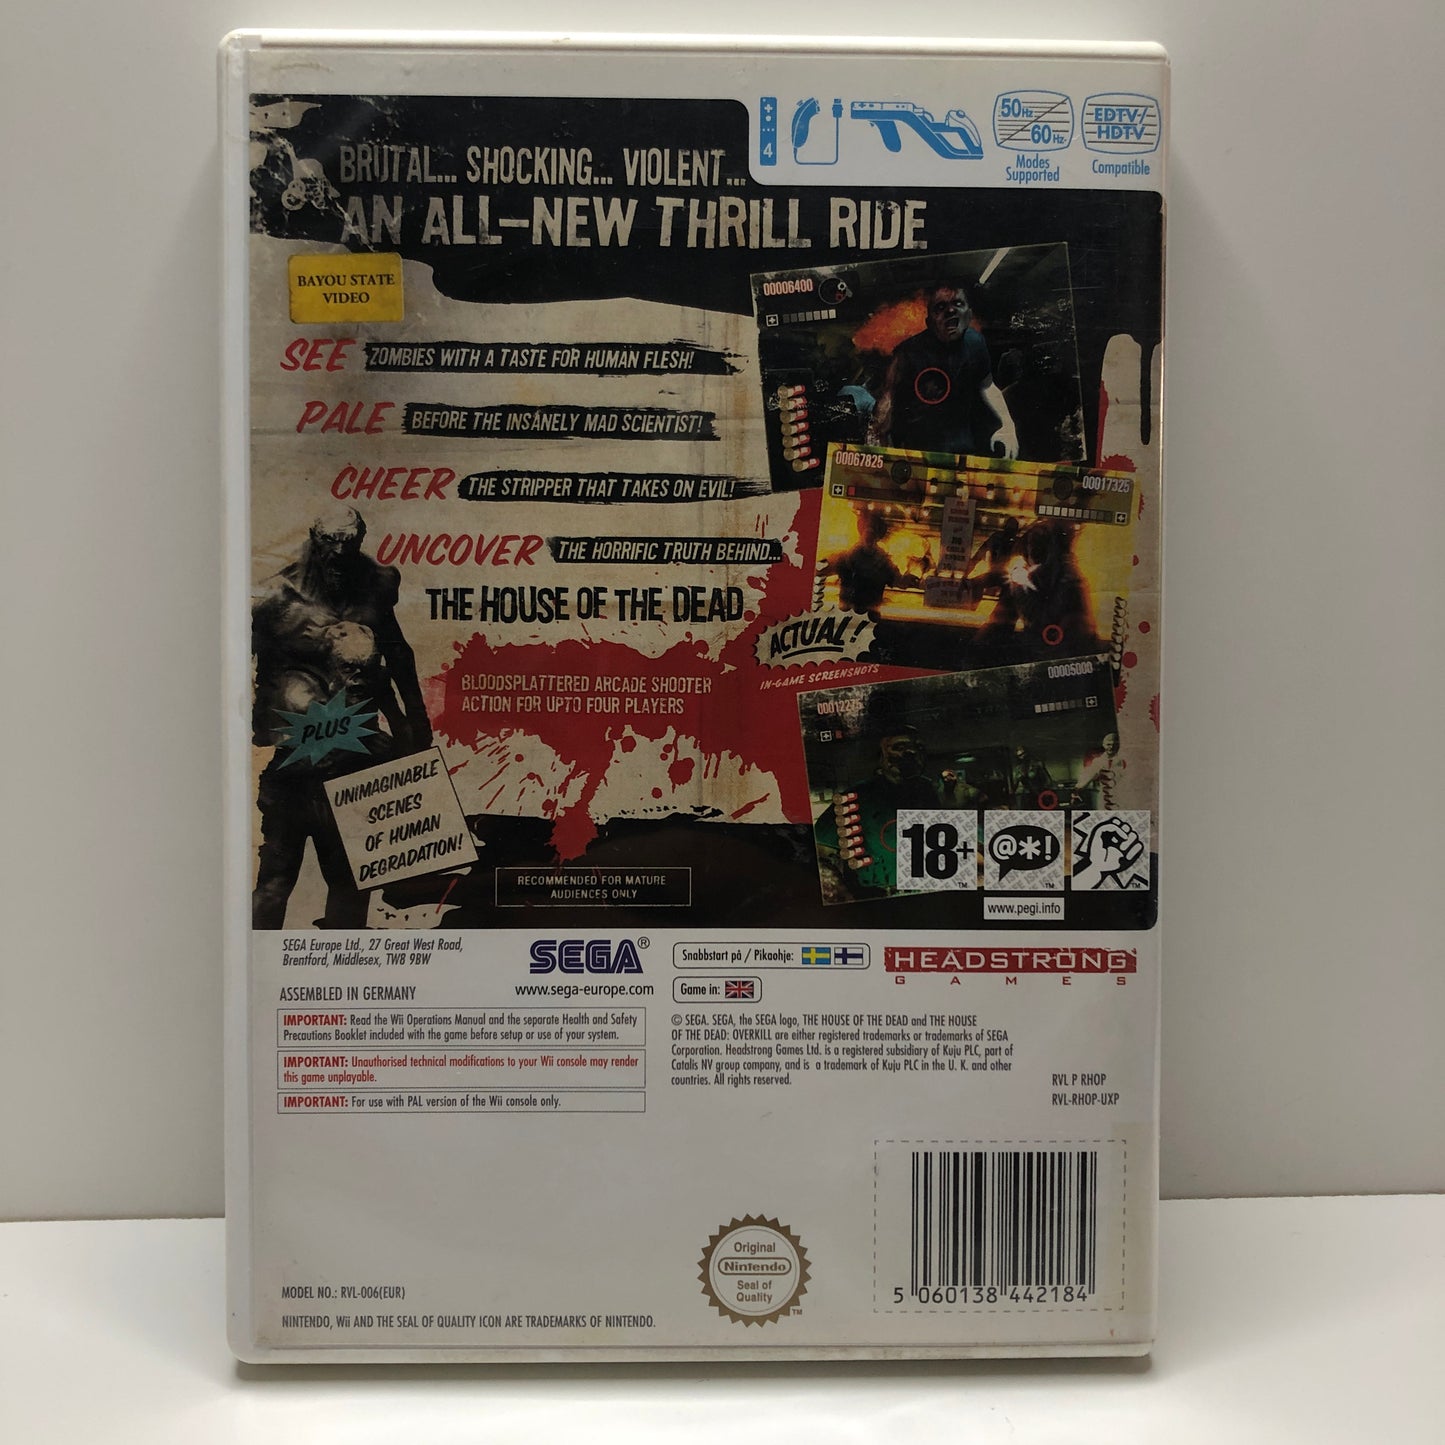 4
50Hz
60Hz
Modes
Supported
EDTV/
HDTV
Compatible
BRUTAL... SHOCKING... VIOLENT...
AN ALL-NEW THRILL RIDE
BAYOU STATE
VIDEO
SEE ZOMBIES WITH A TASTE FOR HUMAN FLESH!
PALE BEFORE THE INSANELY MAD SCIENTIST!
CHEER THE STRIPPER THAT TAKES ON EVIL!
UNCOVER THE HORRIFIC TRUTH BEHIND...
THE HOUSE OF THE DEAD
BLOODSPLATTERED ARCADE SHOOTER
ACTION FOR UPTO FOUR PLAYERS
PLUS
UNIMAGINABLE
SCENES
OF HUMAN
DEGRADATION!
00006400
00067825
00017325
ACTUAL!
IN-GAME SCREENSHOTS
00005000
RECOMMENDED FOR MATURE
AUDIENCES ONLY
18+
@*!
www.pegi.info
SEGA Europe Ltd., 27 Great West Road,
Brentford, Middlesex, TW8 9BW
ASSEMBLED IN GERMANY
SEGA®
www.sega-europe.com
Snabbstart på / Pikaohje:
Game in:
HEADSTRONG
GAMES
IMPORTANT: Read the Wii Operations Manual and the separate Health and Safety
Precautions Booklet included with the game before setup or use of your system.
IMPORTANT: Unauthorised technical modifications to your Wii console may render
this game unplayable.
IMPORTANT: For use with PAL version of the Wii console only.
© SEGA. SEGA, the SEGA logo, THE HOUSE OF THE DEAD and THE HOUSE
OF THE DEAD: OVERKILL are either registered trademarks or trademarks of SEGA
Corporation. Headstrong Games Ltd. is a registered subsidiary of Kuju PLC, part of
Catalis NV group company, and is a trademark of Kuju PLC in the U. K. and other
countries. All rights reserved.
RVL P RHOP
RVL-RHOP-UXP
Original
Nintendo
Seal of
Quality
TM
5 060138 442184
MODEL NO.: RVL-006(EUR)
NINTENDO, Wii AND THE SEAL OF QUALITY ICON ARE TRADEMARKS OF NINTENDO.